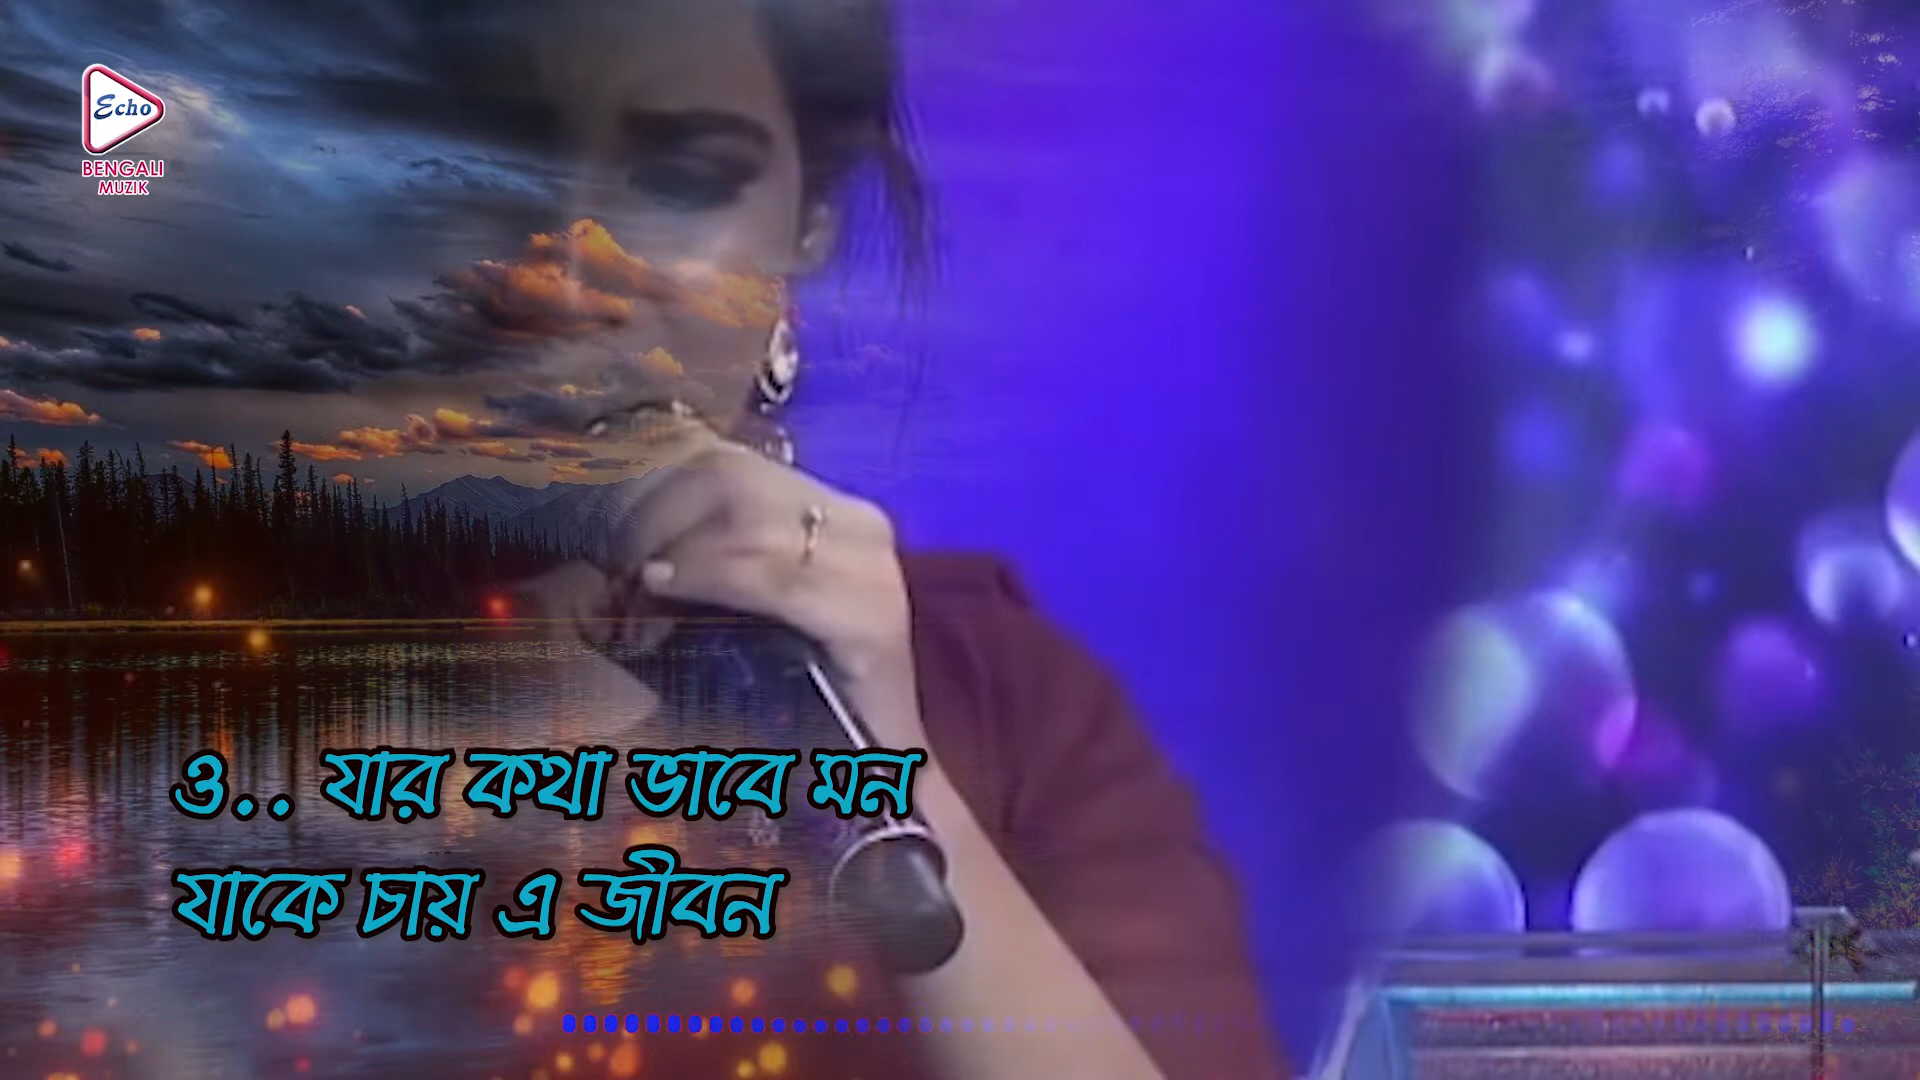 Echo
BENGALI
MUZIK
ও.. যার কথা ভাবে মন
যাকে চায় এ জীবন